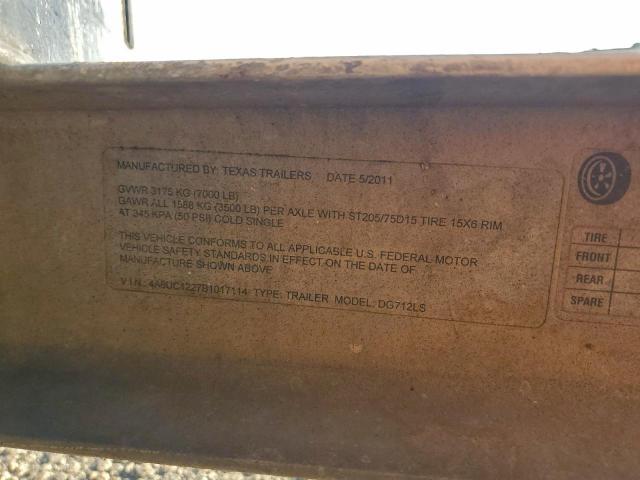 MANUFACTURED BY: TEXAS TRAILERS DATE 5/2011
GVWR 3175 KG (7000 LB)
GAWR ALL 1588 KG (3500 LB) PER AXLE WITH ST205/75D15 TIRE 15X6 RIM
AT 345 KPA (50 PSI) COLD SINGLE
THIS VEHICLE CONFORMS TO ALL APPLICABLE U.S. FEDERAL MOTOR
VEHICLE SAFETY STANDARDS IN EFFECT ON THE DATE OF
MANUFACTURE SHOWN ABOVE
V.I.N.: 4A8UC1227B1017114 TYPE: TRAILER MODEL: DG712LS
TIRE
FRONT
REAR
SPARE